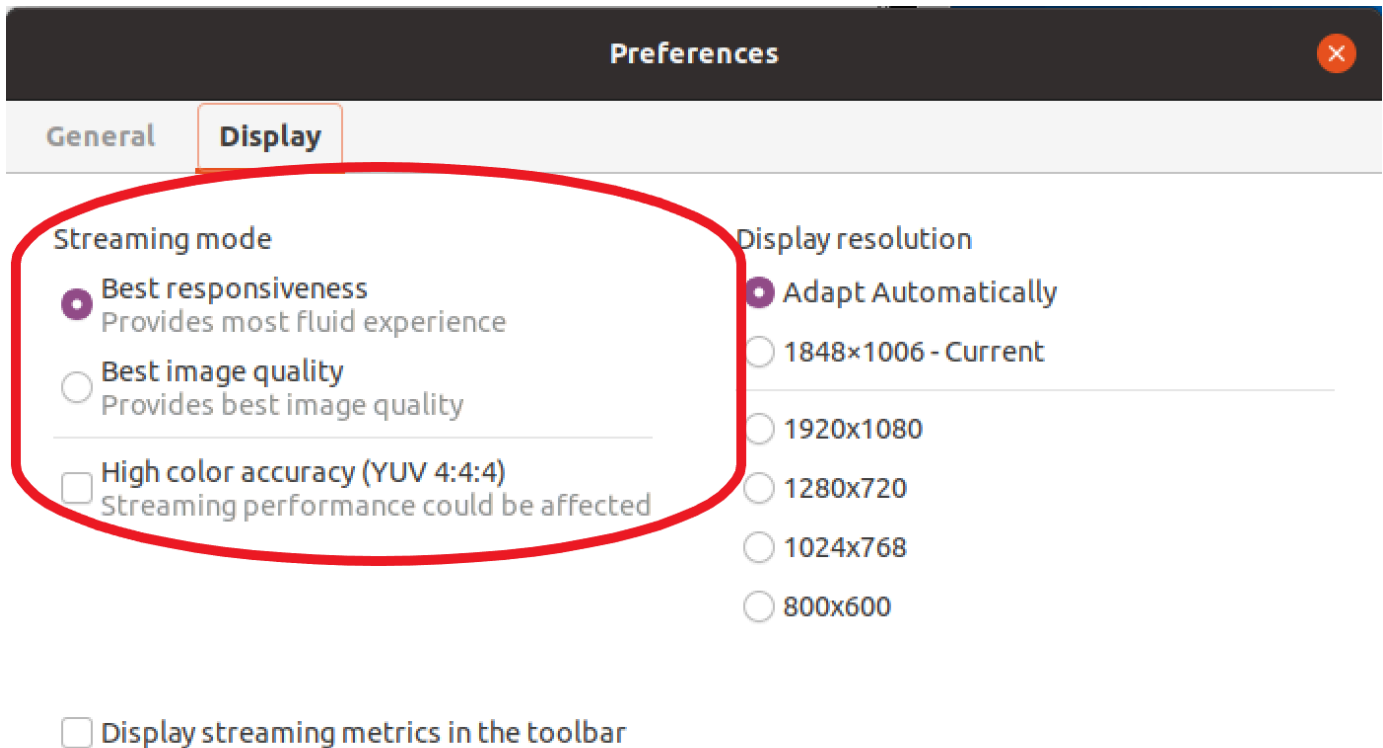 Preferences
General
Display
Streaming mode
Best responsiveness
Provides most fluid experience
Best image quality
Provides best image quality
High color accuracy (YUV 4:4:4)
Streaming performance could be affected
Display resolution
Adapt Automatically
1848×1006 - Current
1920x1080
1280x720
1024x768
800x600
Display streaming metrics in the toolbar